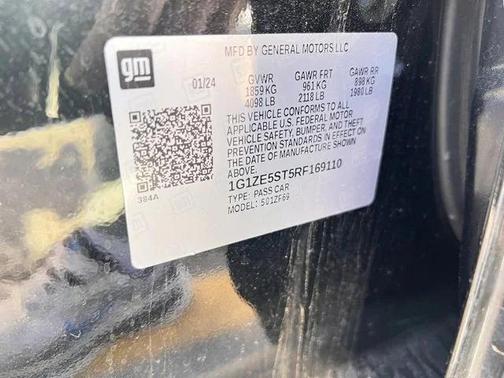 gm
MFD BY GENERAL MOTORS LLC
01/24 GVWR GAWR FRT GAWR RR
1859 KG 961 KG 898 KG
4098 LB 2118 LB 1980 LB
THIS VEHICLE CONFORMS TO ALL
APPLICABLE U.S. FEDERAL MOTOR
VEHICLE SAFETY, BUMPER, AND THEFT
PREVENTION STANDARDS IN EFFECT ON
THE DATE OF MANUFACTURE SHOWN
ABOVE.
1G1ZE5ST5RF169110
TYPE: PASS CAR
MODEL: 501ZF69
384A